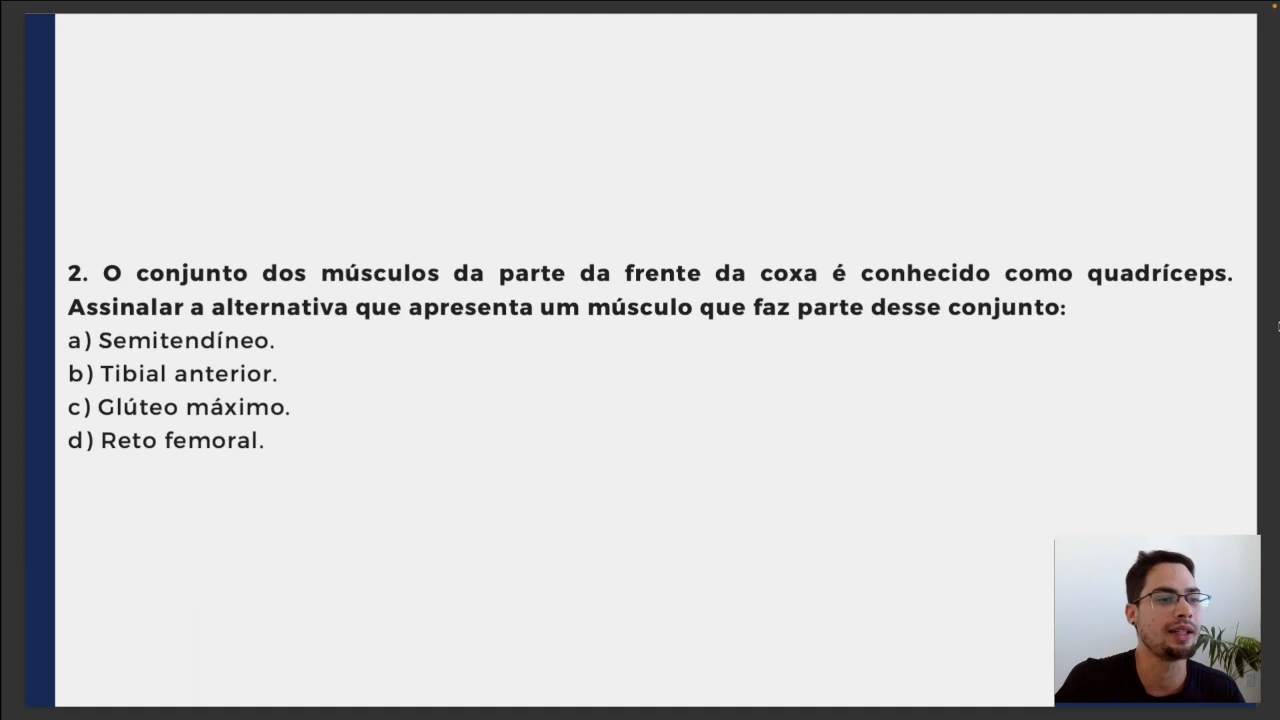 2. O conjunto dos músculos da parte da frente da coxa é conhecido como quadríceps.
Assinalar a alternativa que apresenta um músculo que faz parte desse conjunto:
a) Semitendíneo.
b) Tibial anterior.
c) Glúteo máximo.
d) Reto femoral.